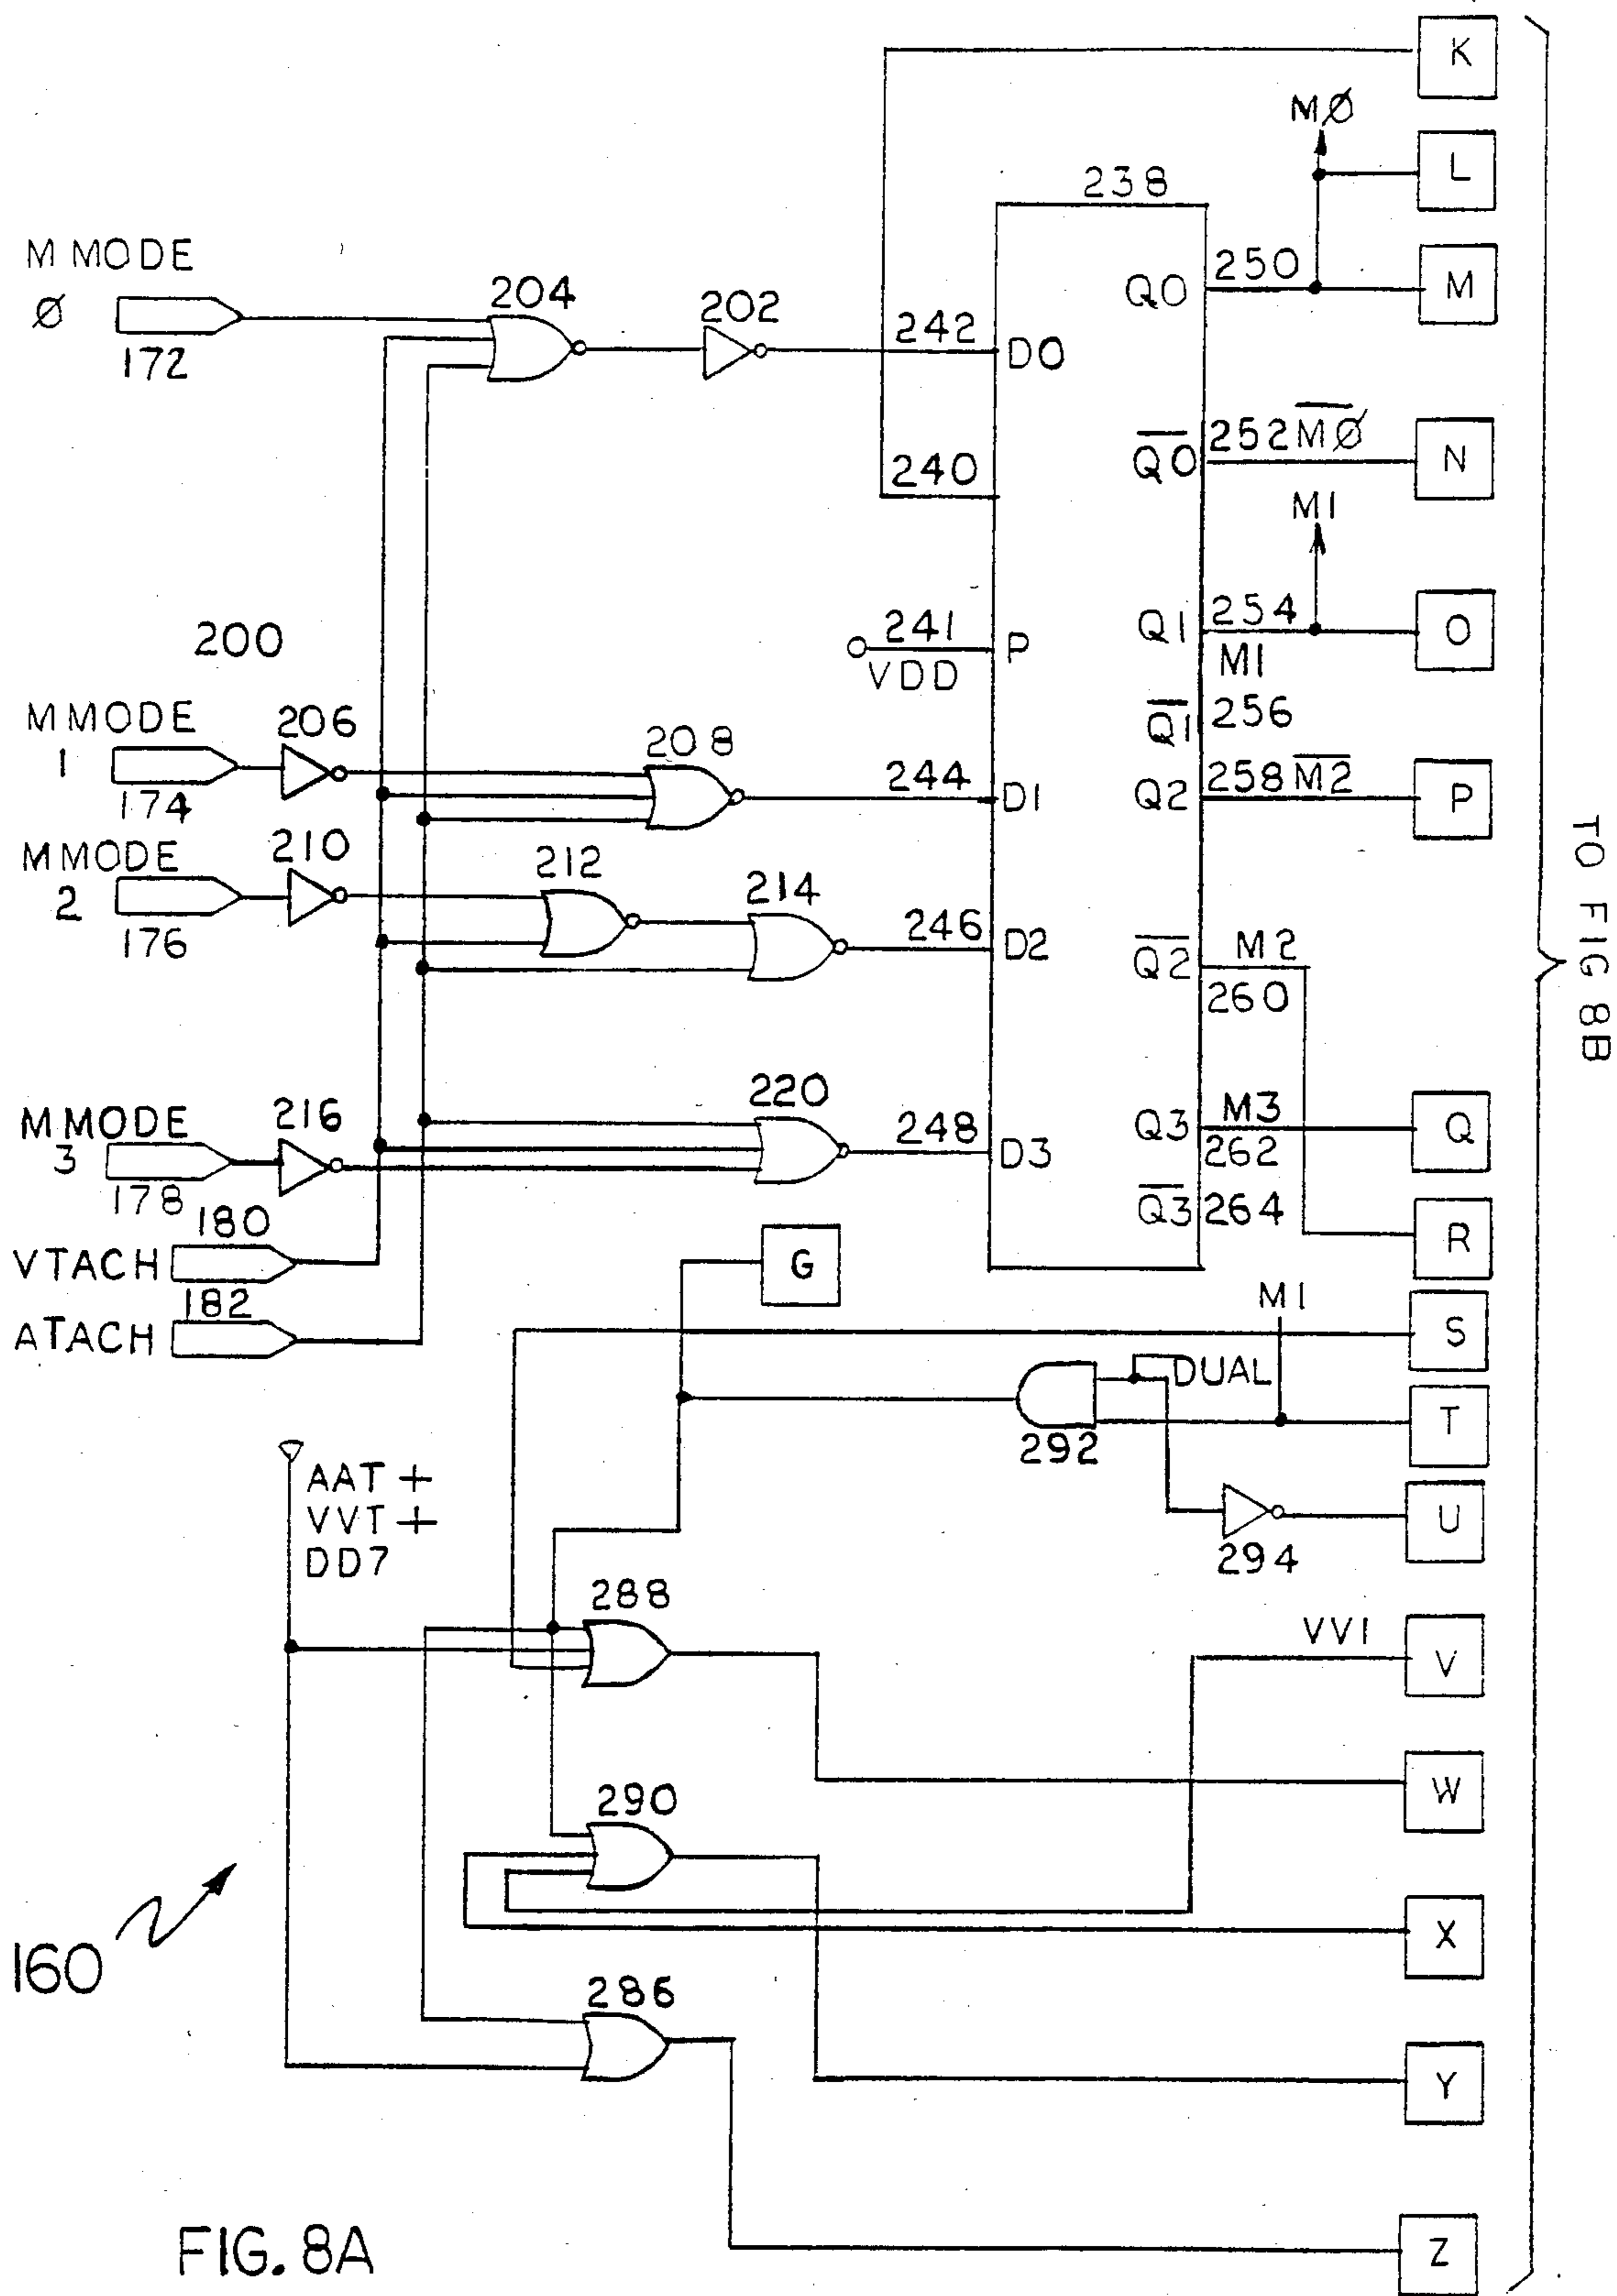 K
MØ
L
238
M MODE
Ø
172
204
202
242
D0
Q0
250
M
240
Q0
252 MØ
N
M1
200
241
VDD
P
Q1
254
M1
O
M MODE
1
174
206
208
244
D1
Q1
256
Q2
258 M2
P
M MODE
2
176
210
212
214
246
D2
Q2
M2
260
M MODE
3
178
216
220
248
D3
Q3
M3
262
Q
Q3
264
R
VTACH
180
ATACH
182
G
M1
S
DUAL
292
T
AAT +
VVT +
DD7
294
U
288
VVI
V
W
290
X
160
286
Y
Z
FIG. 8A
TO FIG 8B